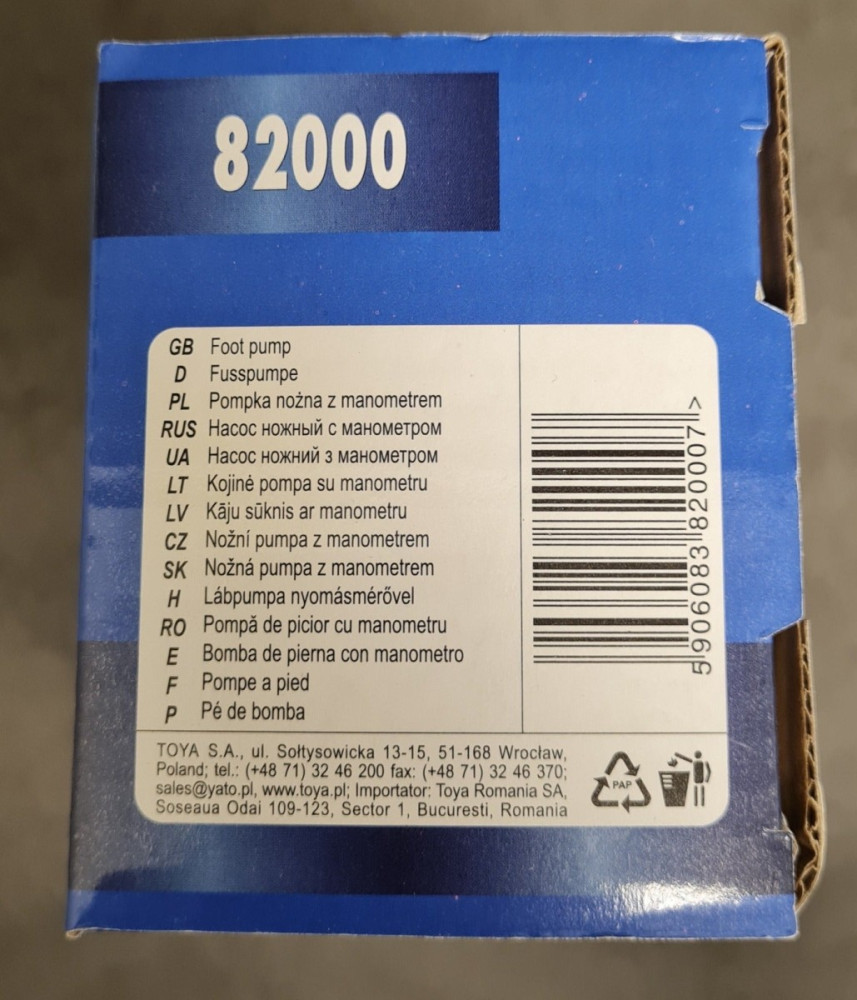 82000
GB Foot pump
D Fusspumpe
PL Pompka nożna z manometrem
RUS Насос ножный с манометром
UA Насос ножний з манометром
LT Kojinė pompa su manometru
LV Kāju sūknis ar manometru
CZ Nožní pumpa z manometrem
SK Nožná pumpa z manometrem
H Lábpumpa nyomásmérővel
RO Pompă de picior cu manometru
E Bomba de pierna con manometro
F Pompe a pied
P Pé de bomba
5906083 820007 >
TOYA S.A., ul. Sołtysowicka 13-15, 51-168 Wrocław,
Poland; tel.: (+48 71) 32 46 200 fax: (+48 71) 32 46 370;
sales@yato.pl, www.toya.pl; Importator: Toya Romania SA,
Soseaua Odai 109-123, Sector 1, Bucuresti, Romania
PAP